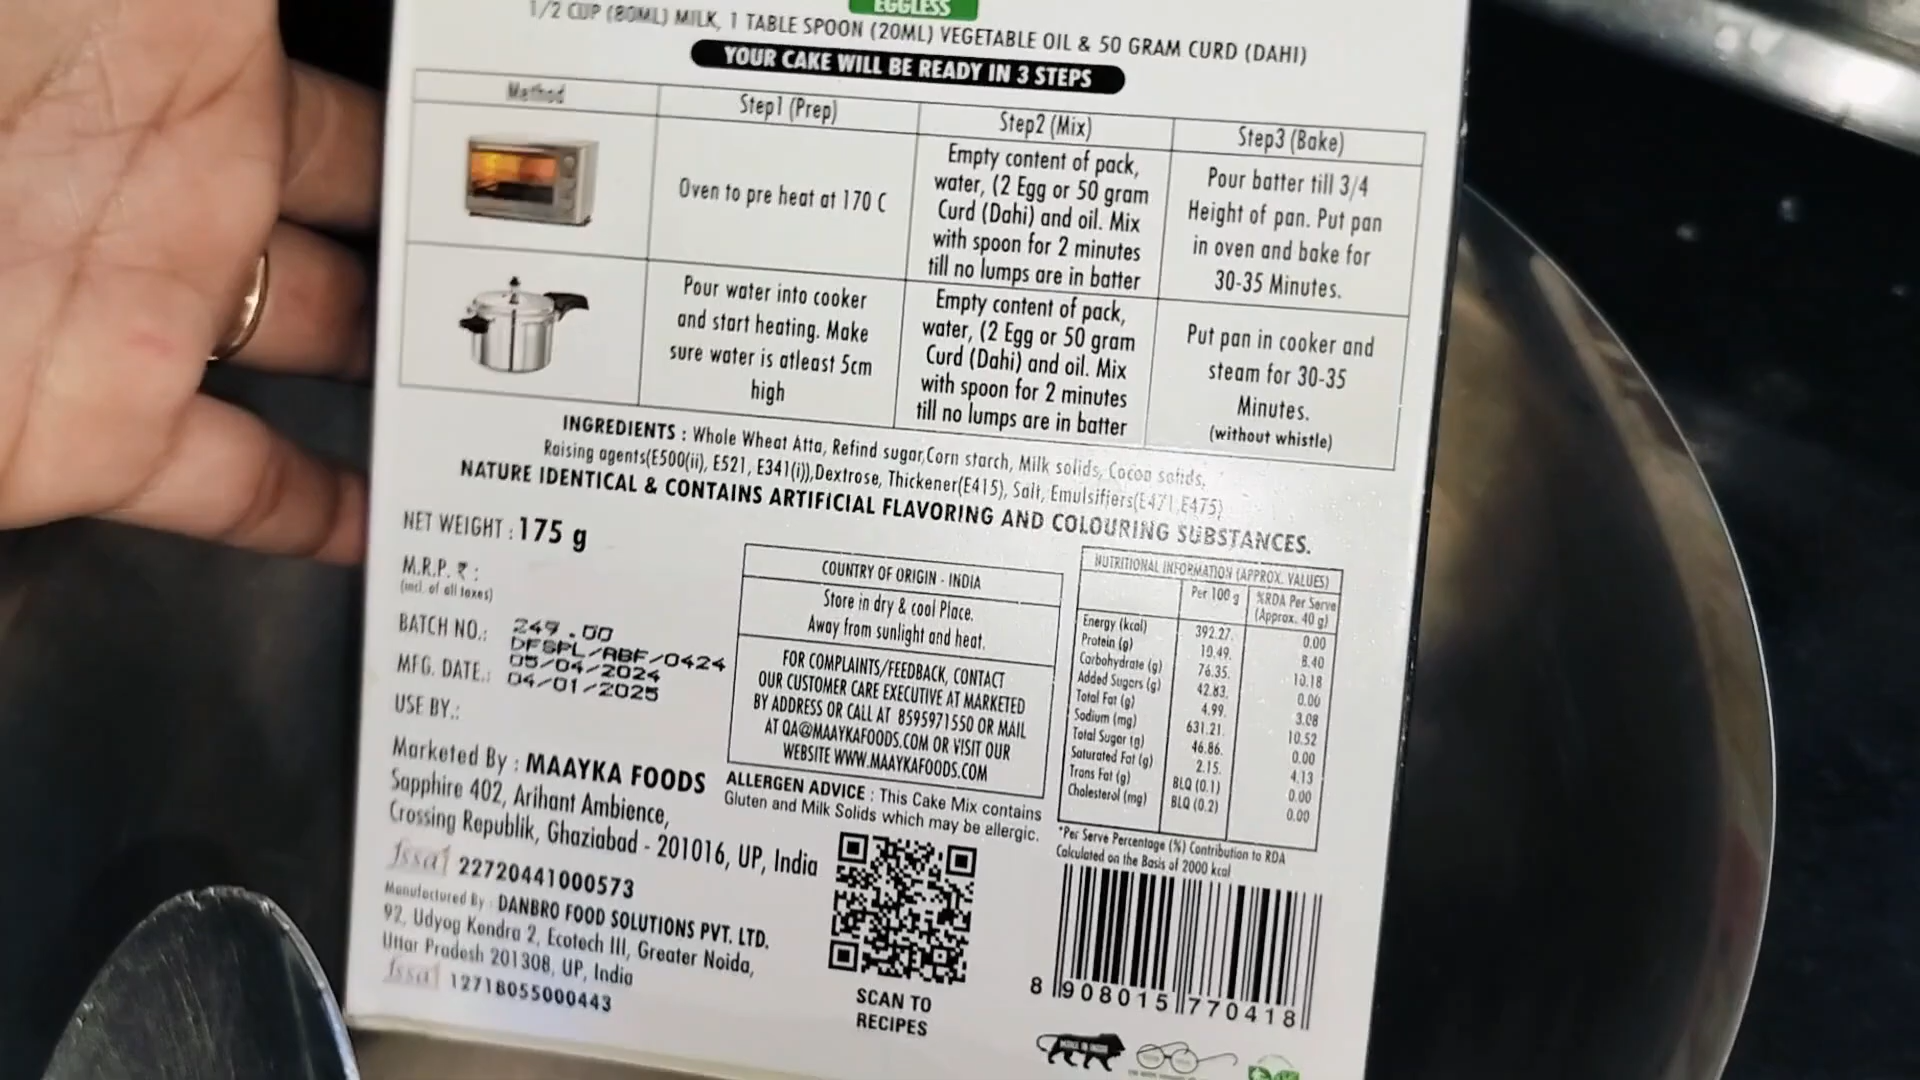 EGGLESS
1/2 CUP (80ML) MILK, 1 TABLE SPOON (20ML) VEGETABLE OIL & 50 GRAM CURD (DAHI)
YOUR CAKE WILL BE READY IN 3 STEPS
Method
Step1 (Prep)
Step2 (Mix)
Step3 (Bake)
Oven to pre heat at 170 C
Empty content of pack,
water, (2 Egg or 50 gram
Curd (Dahi) and oil. Mix
with spoon for 2 minutes
till no lumps are in batter
Pour batter till 3/4
Height of pan. Put pan
in oven and bake for
30-35 Minutes.
Pour water into cooker
and start heating. Make
sure water is atleast 5cm
high
Empty content of pack,
water, (2 Egg or 50 gram
Curd (Dahi) and oil. Mix
with spoon for 2 minutes
till no lumps are in batter
Put pan in cooker and
steam for 30-35
Minutes.
(without whistle)
INGREDIENTS : Whole Wheat Atta, Refind sugar,Corn starch, Milk solids, Cocoa solids,
Raising agents(E500(ii), E521, E341(i)),Dextrose, Thickener(E415), Salt, Emulsifiers(E471,E475)
NATURE IDENTICAL & CONTAINS ARTIFICIAL FLAVORING AND COLOURING SUBSTANCES.
NET WEIGHT : 175 g
M.R.P. ₹ :
(incl. of all taxes)
249.00
BATCH NO.: DFSPL/ABF/0424
05/04/2024
MFG. DATE.: 04/01/2025
USE BY.:
Marketed By : MAAYKA FOODS
Sapphire 402, Arihant Ambience,
Crossing Republik, Ghaziabad - 201016, UP, India
fssai 22720441000573
Manufactured By : DANBRO FOOD SOLUTIONS PVT. LTD.
92, Udyog Kendra 2, Ecotech III, Greater Noida,
Uttar Pradesh 201308, UP, India
fssai 12718055000443
COUNTRY OF ORIGIN - INDIA
Store in dry & cool Place.
Away from sunlight and heat.
FOR COMPLAINTS/FEEDBACK, CONTACT
OUR CUSTOMER CARE EXECUTIVE AT MARKETED
BY ADDRESS OR CALL AT 8595971550 OR MAIL
AT QA@MAAYKAFOODS.COM OR VISIT OUR
WEBSITE WWW.MAAYKAFOODS.COM
ALLERGEN ADVICE : This Cake Mix contains
Gluten and Milk Solids which may be allergic.
SCAN TO
RECIPES
NUTRITIONAL INFORMATION (APPROX. VALUES)
Per 100 g %RDA Per Serve
(Approx. 40 g)
Energy (kcal) 392.27. 0.00
Protein (g) 10.49. 8.40
Carbohydrate (g) 76.35. 10.18
Added Sugars (g) 42.83. 0.00
Total Fat (g) 4.99. 3.08
Sodium (mg) 631.21. 10.52
Total Sugar (g) 46.86. 0.00
Saturated Fat (g) 2.15. 4.13
Trans Fat (g) BLQ (0.1) 0.00
Cholesterol (mg) BLQ (0.2) 0.00
*Per Serve Percentage (%) Contribution to RDA
Calculated on the Basis of 2000 kcal
8 908015 770418
MADE IN INDIA